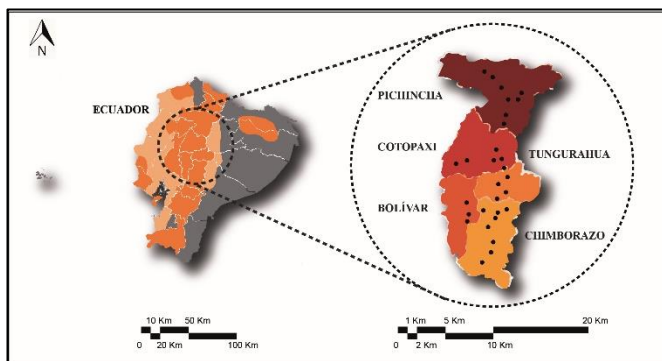 N
ECUADOR
PICHINCHA
COTOPAXI
TUNGURAHUA
BOLÍVAR
CHIMBORAZO
10 Km 50 Km
0 20 Km 100 Km
1 Km 5 Km 20 Km
0 2 Km 10 Km